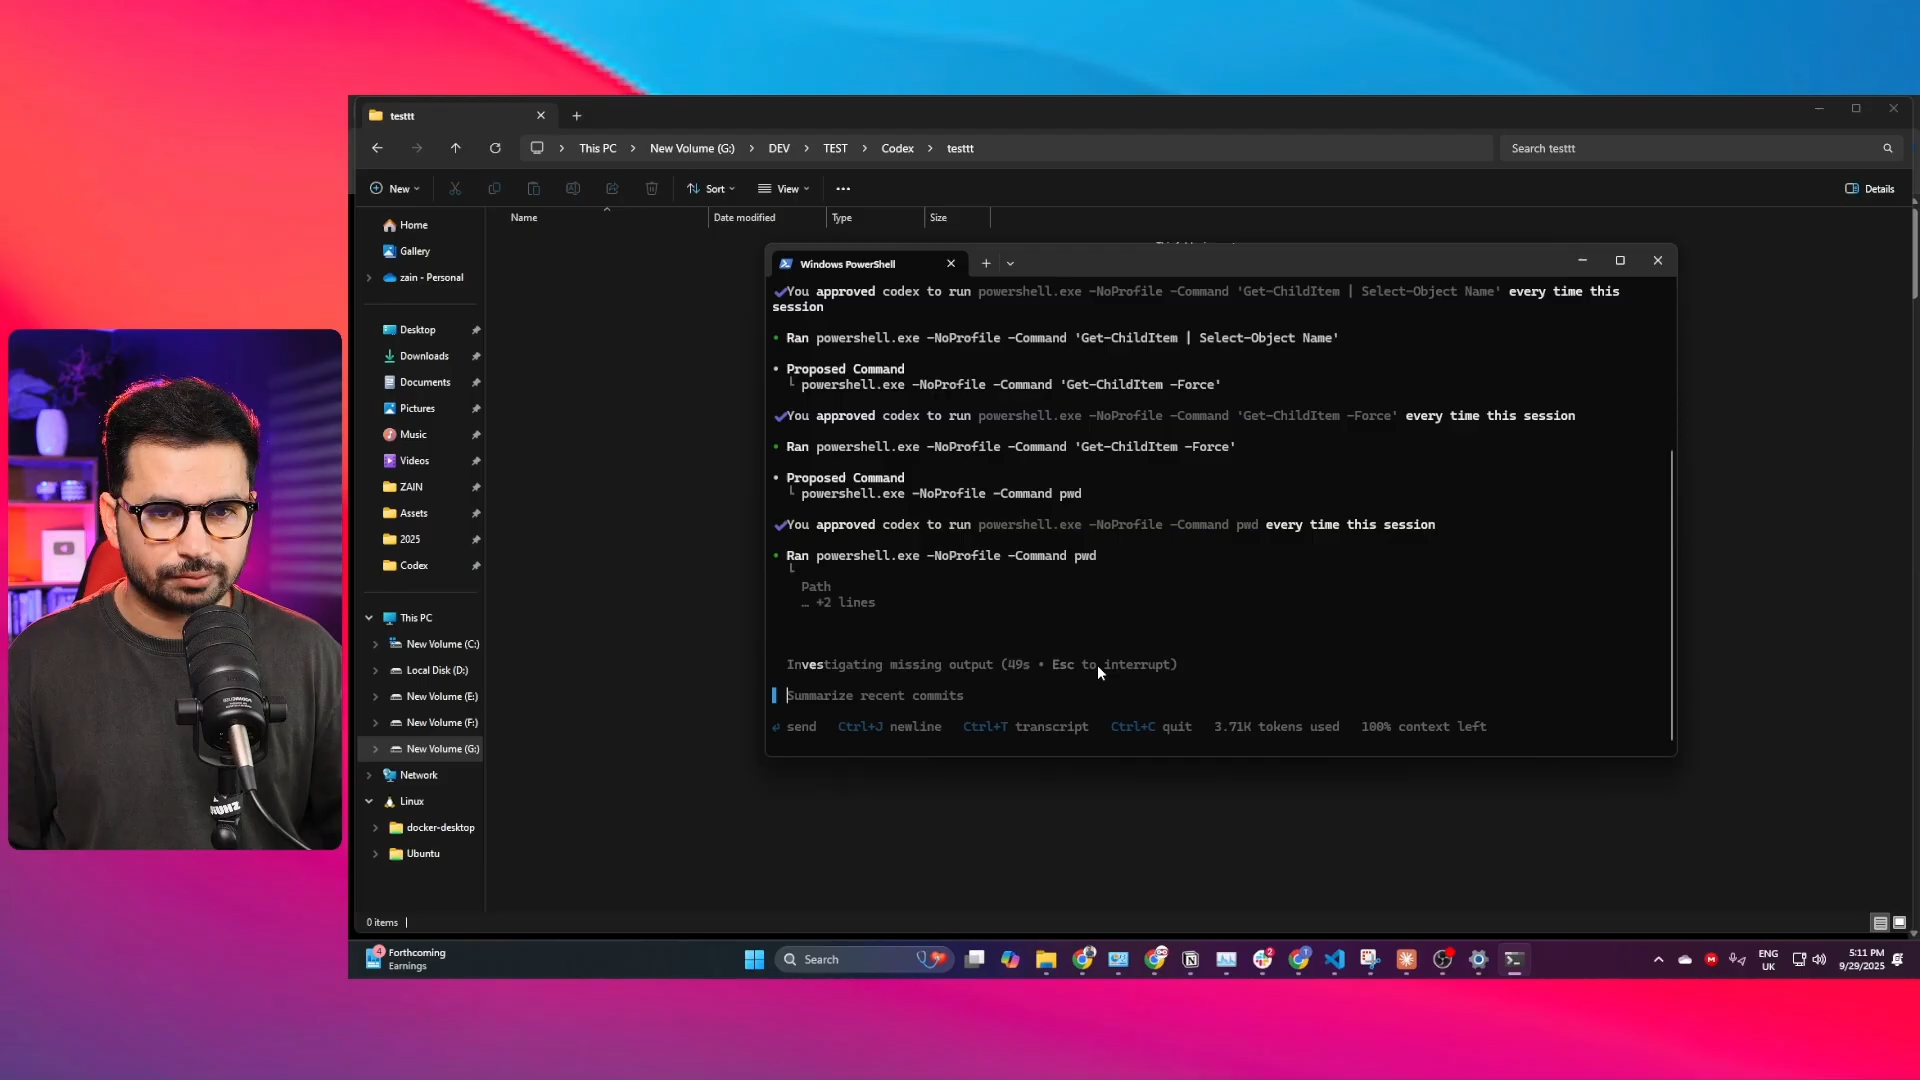 testtt
This PC
New Volume (G:)
DEV
TEST
Codex
testtt
Search testtt
New
Sort
View
Details
Name
Date modified
Type
Size
Home
Gallery
zain - Personal
Desktop
Downloads
Documents
Pictures
Music
Videos
ZAIN
Assets
2025
Codex
This PC
New Volume (C:)
Local Disk (D:)
New Volume (E:)
New Volume (F:)
New Volume (G:)
Network
Linux
docker-desktop
Ubuntu
0 items
Windows PowerShell
✔You approved codex to run powershell.exe -NoProfile -Command 'Get-ChildItem | Select-Object Name' every time this
session
• Ran powershell.exe -NoProfile -Command 'Get-ChildItem | Select-Object Name'
• Proposed Command
└ powershell.exe -NoProfile -Command 'Get-ChildItem -Force'
✔You approved codex to run powershell.exe -NoProfile -Command 'Get-ChildItem -Force' every time this session
• Ran powershell.exe -NoProfile -Command 'Get-ChildItem -Force'
• Proposed Command
└ powershell.exe -NoProfile -Command pwd
✔You approved codex to run powershell.exe -NoProfile -Command pwd every time this session
• Ran powershell.exe -NoProfile -Command pwd
└
Path
… +2 lines
Investigating missing output (49s • Esc to interrupt)
Summarize recent commits
⏎ send Ctrl+J newline Ctrl+T transcript Ctrl+C quit 3.71K tokens used 100% context left
4
Forthcoming
Earnings
Search
2
ENG
UK
5:11 PM
9/29/2025